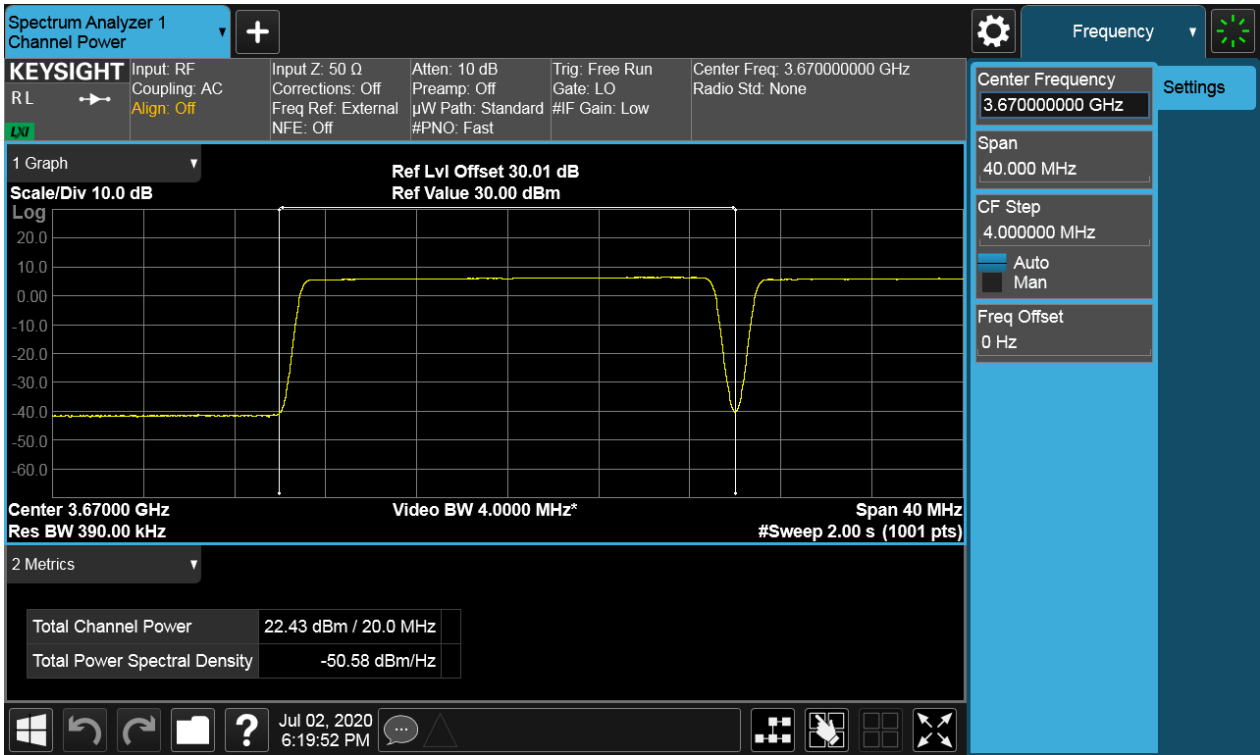 Spectrum Analyzer 1
Channel Power
+
Frequency
KEYSIGHT
RL
LXI
Input: RF
Coupling: AC
Align: Off
Input Z: 50 Ω
Corrections: Off
Freq Ref: External
NFE: Off
Atten: 10 dB
Preamp: Off
µW Path: Standard
#PNO: Fast
Trig: Free Run
Gate: LO
#IF Gain: Low
Center Freq: 3.670000000 GHz
Radio Std: None
1 Graph
Scale/Div 10.0 dB
Ref Lvl Offset 30.01 dB
Ref Value 30.00 dBm
Log
20.0
10.0
0.00
-10.0
-20.0
-30.0
-40.0
-50.0
-60.0
Center 3.67000 GHz
Video BW 4.0000 MHz*
Span 40 MHz
Res BW 390.00 kHz
#Sweep 2.00 s (1001 pts)
2 Metrics
Total Channel Power 22.43 dBm / 20.0 MHz
Total Power Spectral Density -50.58 dBm/Hz
?
Jul 02, 2020
6:19:52 PM
Center Frequency
3.670000000 GHz
Span
40.000 MHz
CF Step
4.000000 MHz
Auto
Man
Freq Offset
0 Hz
Settings